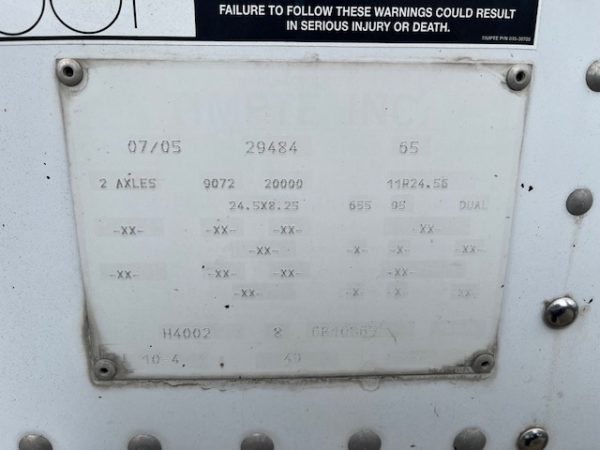 FAILURE TO FOLLOW THESE WARNINGS COULD RESULT
IN SERIOUS INJURY OR DEATH.
07/05 29484 65
2 AXLES 9072 20000 11R24.5G
24.5X8.25 655 95 DUAL
-XX- -XX- -XX- -XX-
-XX- -X- -X- -XX-
-XX- -XX- -XX- -XX-
-XX- -X- -X- -XX-
H4002 8
10-4 49